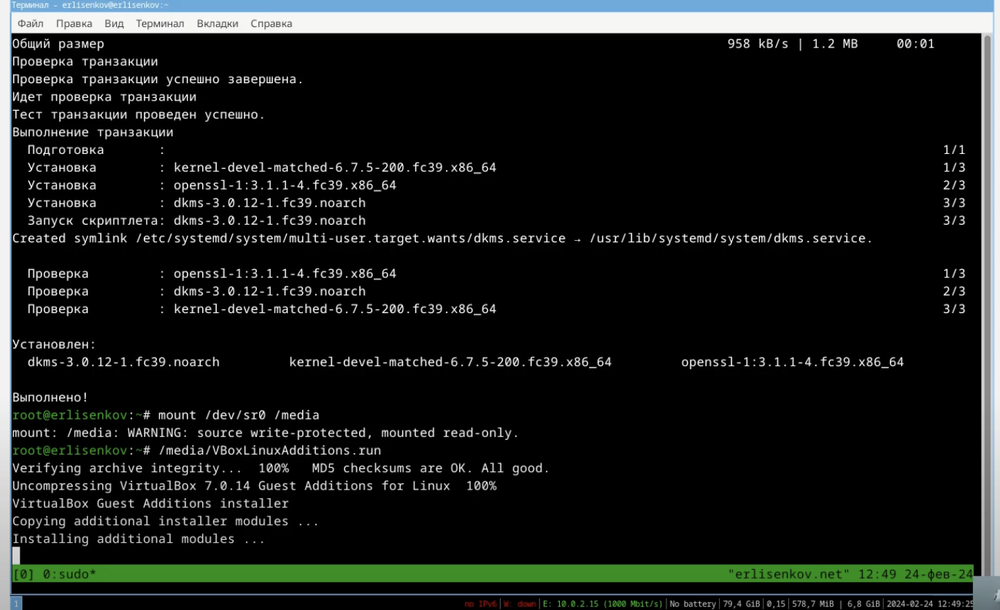 Терминал - erlisenkov@erlisenkov:~
Файл Правка Вид Терминал Вкладки Справка
Общий размер 958 kB/s | 1.2 MB 00:01
Проверка транзакции
Проверка транзакции успешно завершена.
Идет проверка транзакции
Тест транзакции проведен успешно.
Выполнение транзакции
Подготовка : 1/1
Установка : kernel-devel-matched-6.7.5-200.fc39.x86_64 1/3
Установка : openssl-1:3.1.1-4.fc39.x86_64 2/3
Установка : dkms-3.0.12-1.fc39.noarch 3/3
Запуск скриптлета: dkms-3.0.12-1.fc39.noarch 3/3
Created symlink /etc/systemd/system/multi-user.target.wants/dkms.service → /usr/lib/systemd/system/dkms.service.
Проверка : openssl-1:3.1.1-4.fc39.x86_64 1/3
Проверка : dkms-3.0.12-1.fc39.noarch 2/3
Проверка : kernel-devel-matched-6.7.5-200.fc39.x86_64 3/3
Установлен:
dkms-3.0.12-1.fc39.noarch kernel-devel-matched-6.7.5-200.fc39.x86_64 openssl-1:3.1.1-4.fc39.x86_64
Выполнено!
root@erlisenkov:~# mount /dev/sr0 /media
mount: /media: WARNING: source write-protected, mounted read-only.
root@erlisenkov:~# /media/VBoxLinuxAdditions.run
Verifying archive integrity... 100% MD5 checksums are OK. All good.
Uncompressing VirtualBox 7.0.14 Guest Additions for Linux 100%
VirtualBox Guest Additions installer
Copying additional installer modules ...
Installing additional modules ...
[0] 0:sudo* "erlisenkov.net" 12:49 24-фев-24
1 no IPv6 | W: down | E: 10.0.2.15 (1000 Mbit/s) | No battery | 79,4 GiB | 0,15 | 578,7 MiB | 6,8 GiB | 2024-02-24 12:49:25